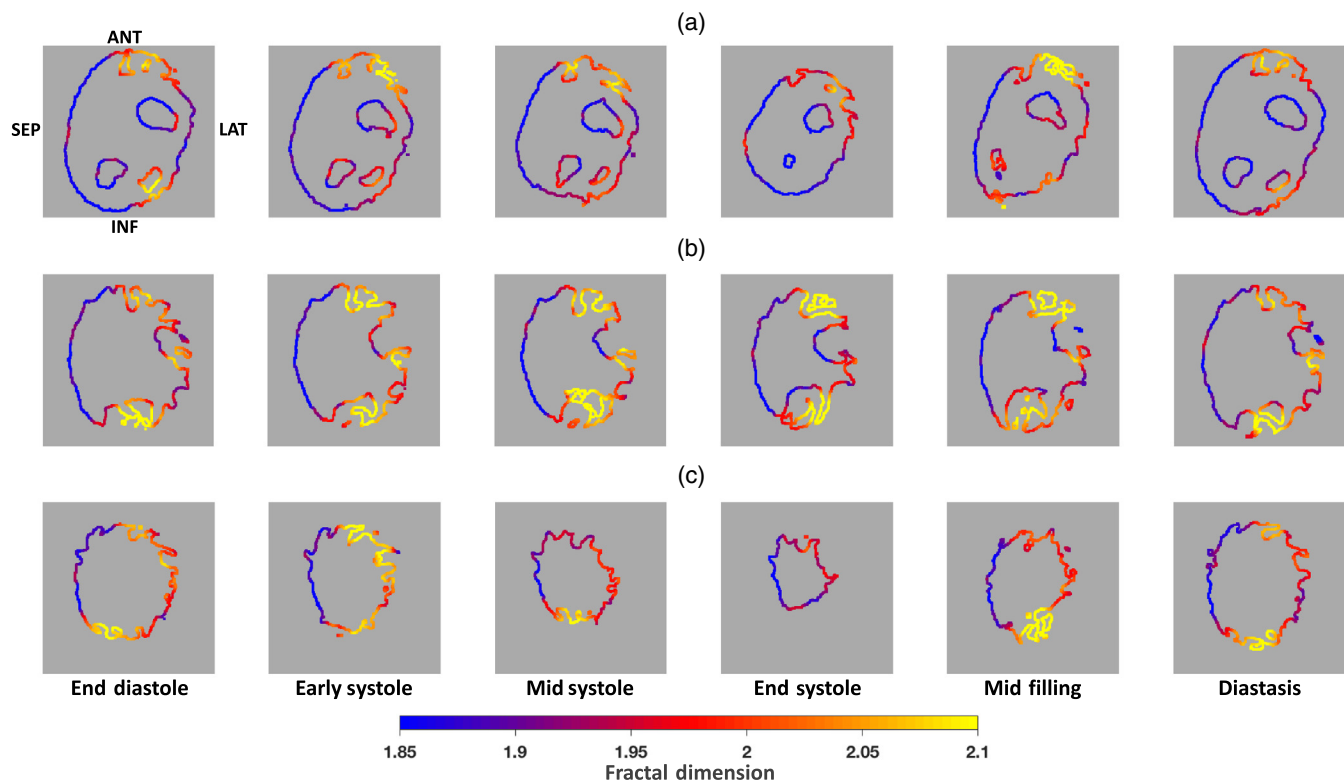 (a)
ANT
SEP
LAT
INF
(b)
(c)
End diastole Early systole Mid systole End systole Mid filling Diastasis
1.85 1.9 1.95 2 2.05 2.1
Fractal dimension